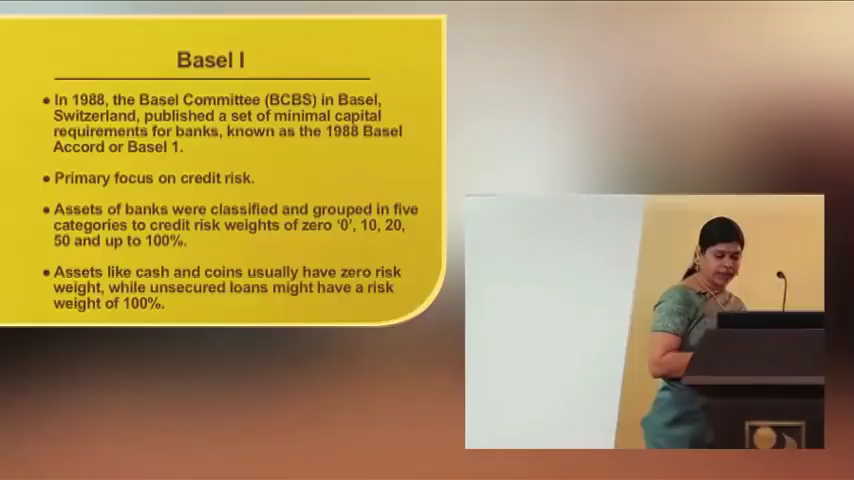 Basel I
• In 1988, the Basel Committee (BCBS) in Basel,
Switzerland, published a set of minimal capital
requirements for banks, known as the 1988 Basel
Accord or Basel 1.
• Primary focus on credit risk.
• Assets of banks were classified and grouped in five
categories to credit risk weights of zero ‘0’, 10, 20,
50 and up to 100%.
• Assets like cash and coins usually have zero risk
weight, while unsecured loans might have a risk
weight of 100%.